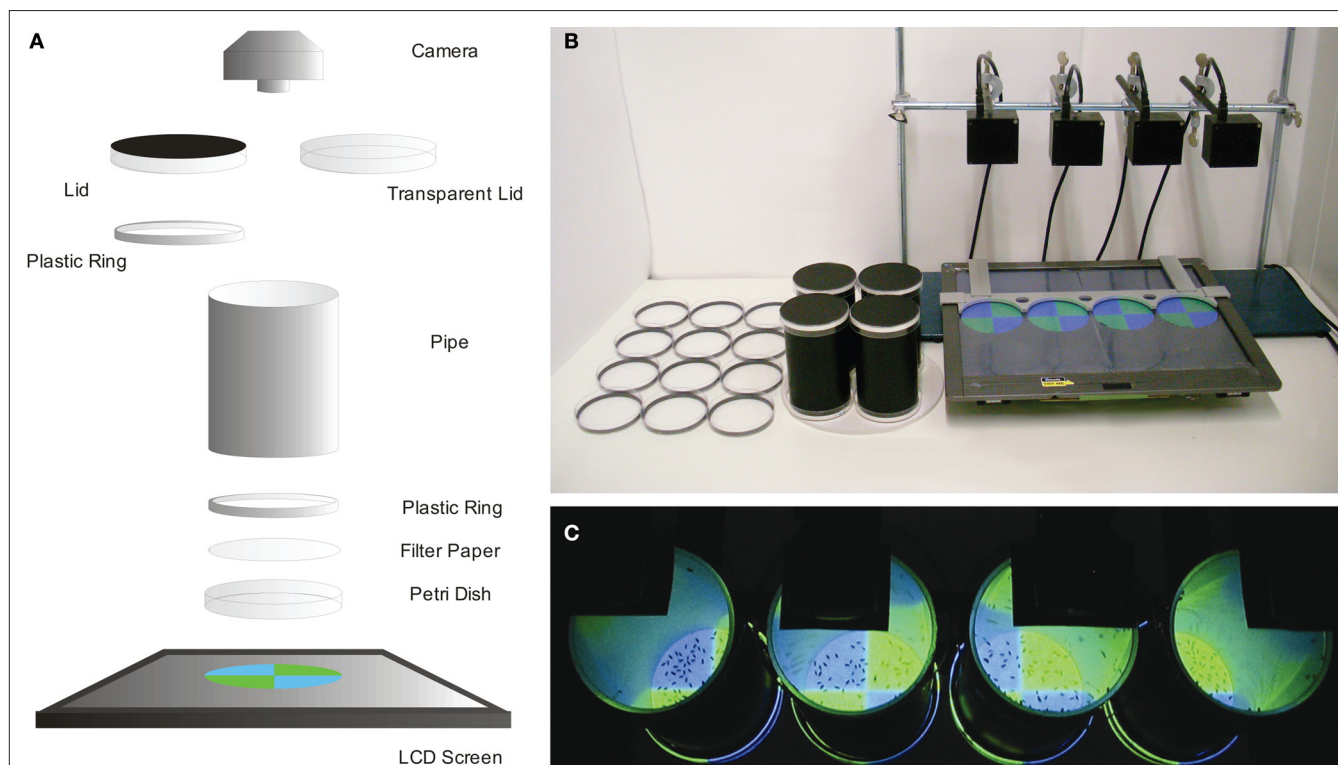 A
Camera
Lid
Transparent Lid
Plastic Ring
Pipe
Plastic Ring
Filter Paper
Petri Dish
LCD Screen
B
C